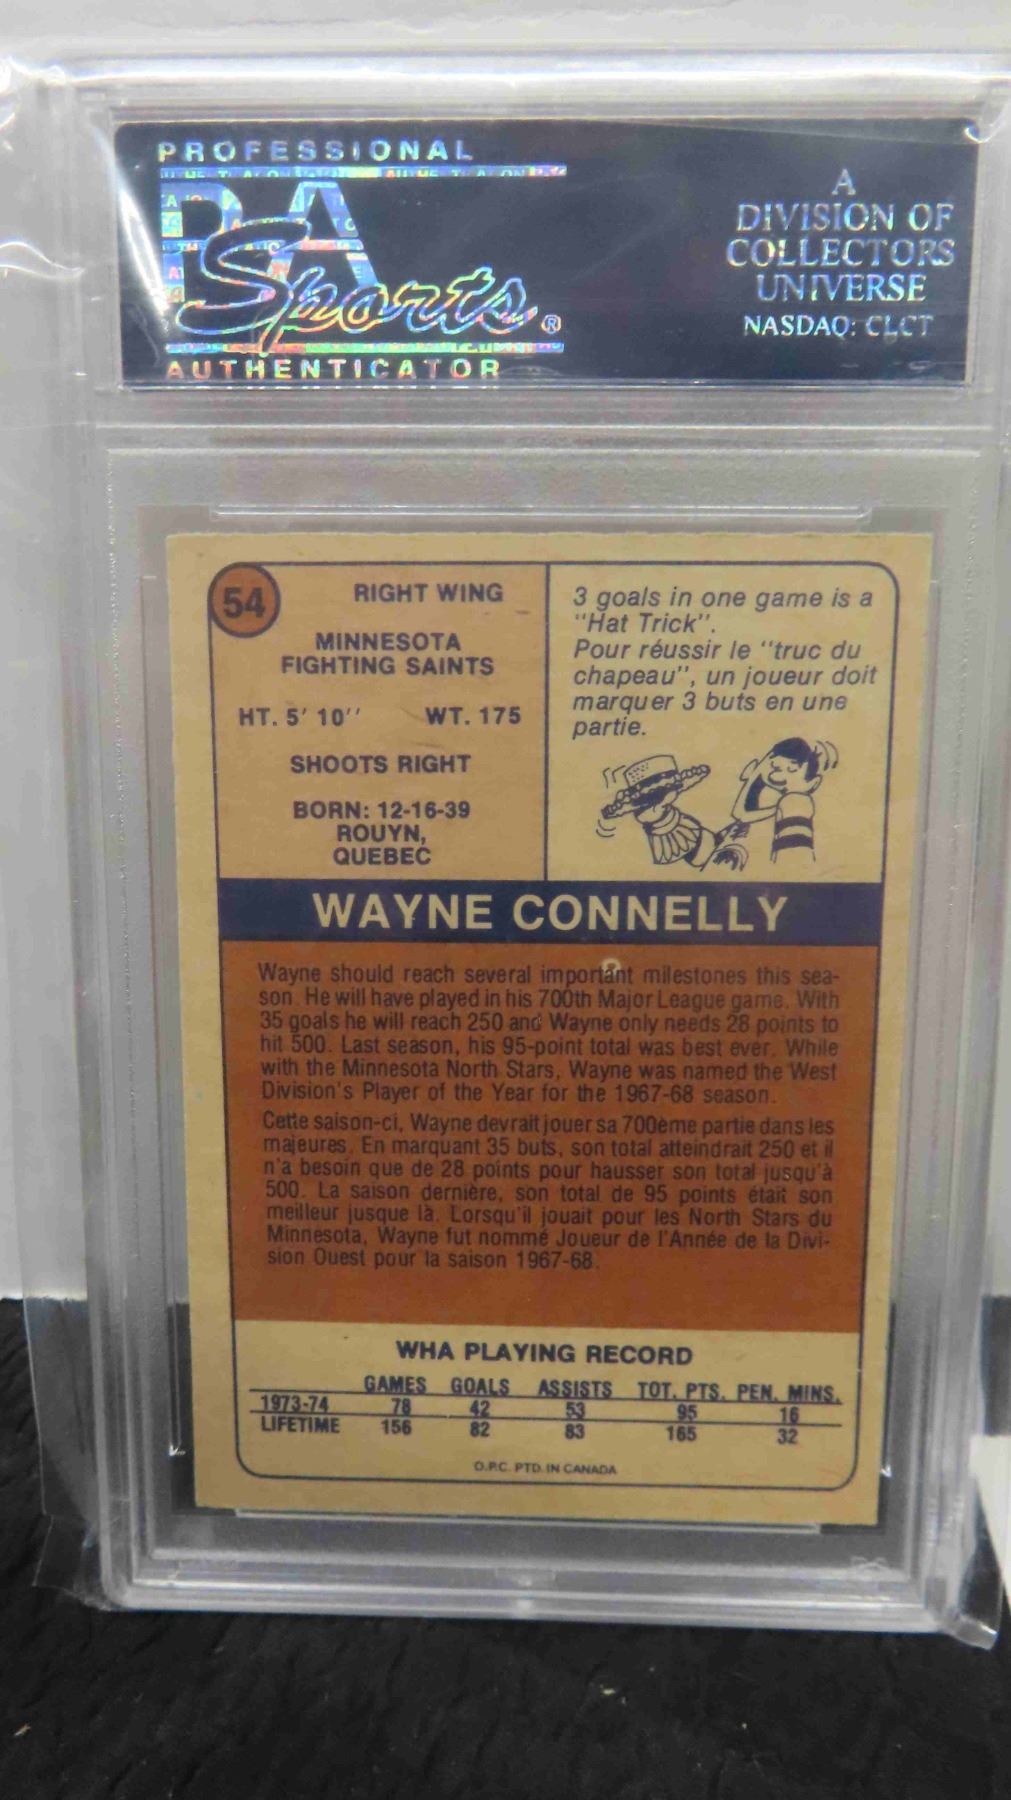 PROFESSIONAL
PSA
Sports®
AUTHENTICATOR
A
DIVISION OF
COLLECTORS
UNIVERSE
NASDAQ: CLCT
54
RIGHT WING
MINNESOTA
FIGHTING SAINTS
HT. 5' 10'' WT. 175
SHOOTS RIGHT
BORN: 12-16-39
ROUYN,
QUEBEC
3 goals in one game is a
"Hat Trick".
Pour réussir le "truc du
chapeau", un joueur doit
marquer 3 buts en une
partie.
WAYNE CONNELLY
Wayne should reach several important milestones this sea-
son. He will have played in his 700th Major League game. With
35 goals he will reach 250 and Wayne only needs 28 points to
hit 500. Last season, his 95-point total was best ever. While
with the Minnesota North Stars, Wayne was named the West
Division's Player of the Year for the 1967-68 season.
Cette saison-ci, Wayne devrait jouer sa 700ème partie dans les
majeures. En marquant 35 buts, son total atteindrait 250 et il
n'a besoin que de 28 points pour hausser son total jusqu'à
500. La saison dernière, son total de 95 points était son
meilleur jusque là. Lorsqu'il jouait pour les North Stars du
Minnesota, Wayne fut nommé Joueur de l'Année de la Divi-
sion Ouest pour la saison 1967-68.
WHA PLAYING RECORD
GAMES GOALS ASSISTS TOT. PTS. PEN. MINS.
1973-74 78 42 53 95 16
LIFETIME 156 82 83 165 32
O.P.C. PTD. IN CANADA